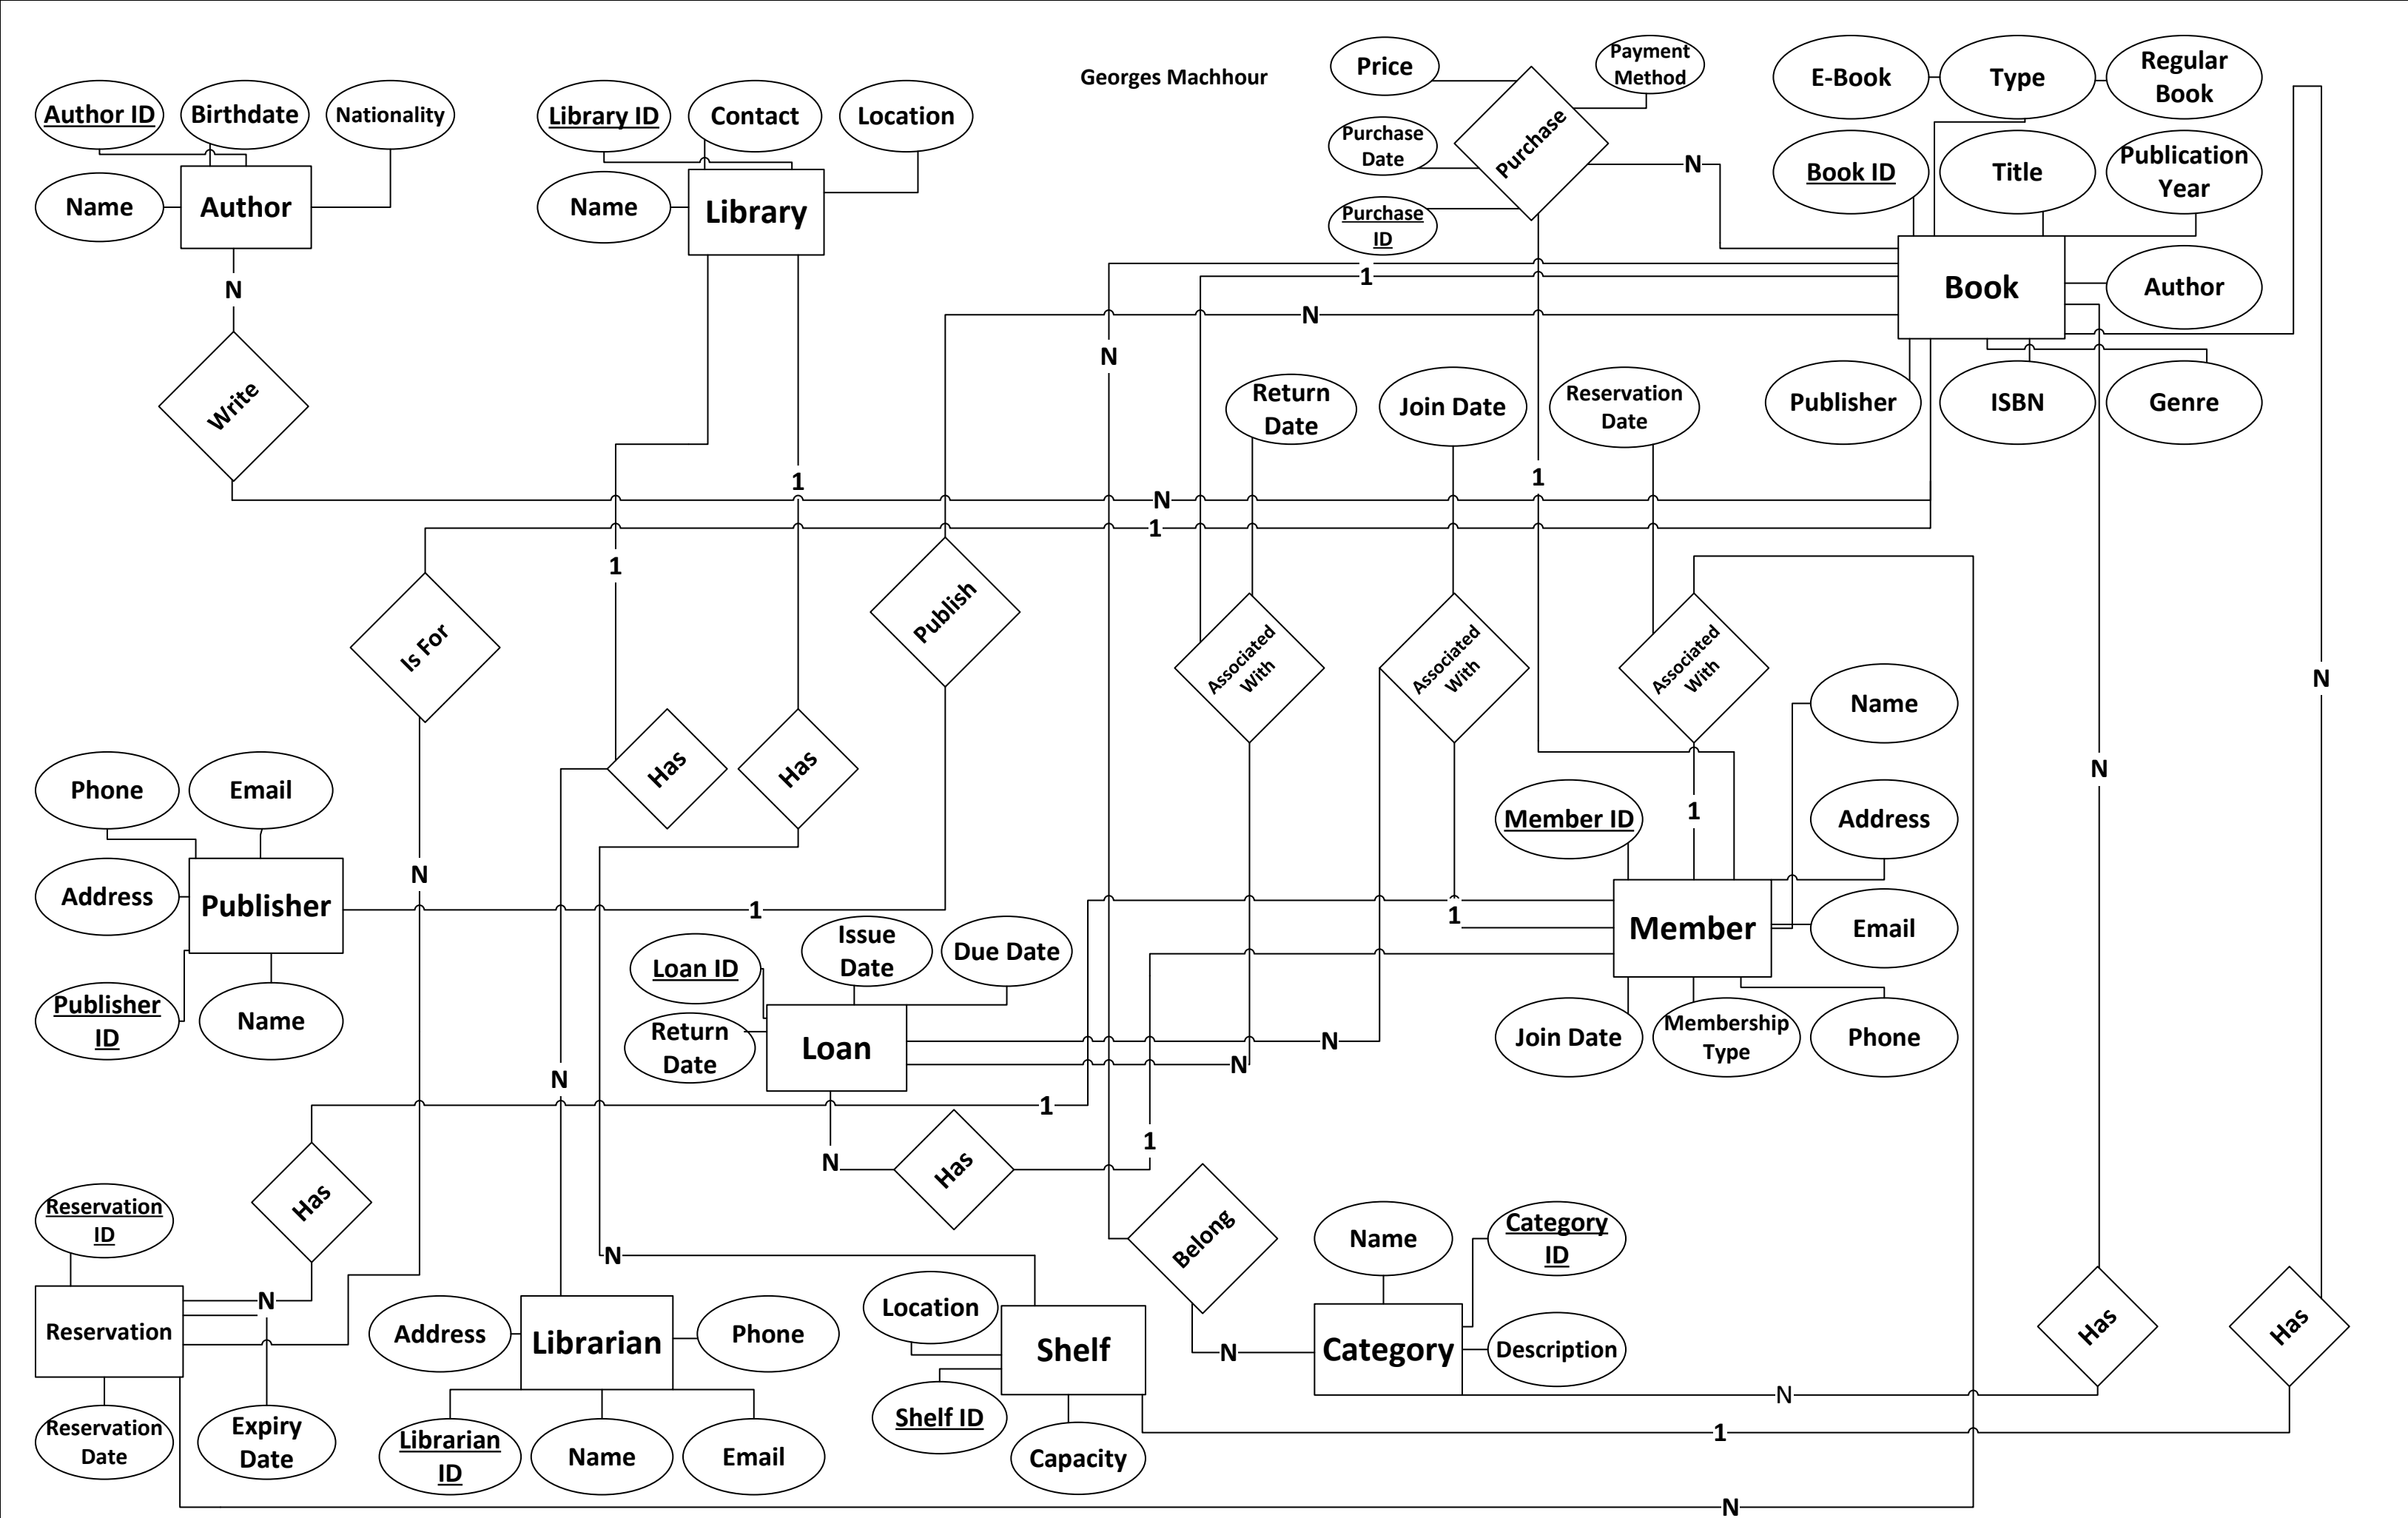 Georges Machhour
Author ID
Birthdate
Nationality
Name
Author
N
Write
N
Library ID
Contact
Location
Name
Library
1
1
Price
Payment
Method
Purchase
Date
Purchase
ID
Purchase
N
1
E-Book
Type
Regular
Book
Book ID
Title
Publication
Year
Book
Author
Publisher
ISBN
Genre
1
N
N
Return
Date
Join Date
Reservation
Date
1
Is For
N
Publish
1
Has
Has
Associated
With
Associated
With
Associated
With
N
N
Phone
Email
Address
Publisher
Publisher
ID
Name
Member ID
Name
Address
Member
Email
Join Date
Membership
Type
Phone
1
1
Loan ID
Issue
Date
Due Date
Return
Date
Loan
N
N
N
1
N
Has
1
Has
N
Reservation
ID
Reservation
Reservation
Date
Expiry
Date
Address
Librarian
Phone
Librarian
ID
Name
Email
N
Location
Shelf
Shelf ID
Capacity
Belong
N
Name
Category
ID
Category
Description
Has
Has
N
1
N